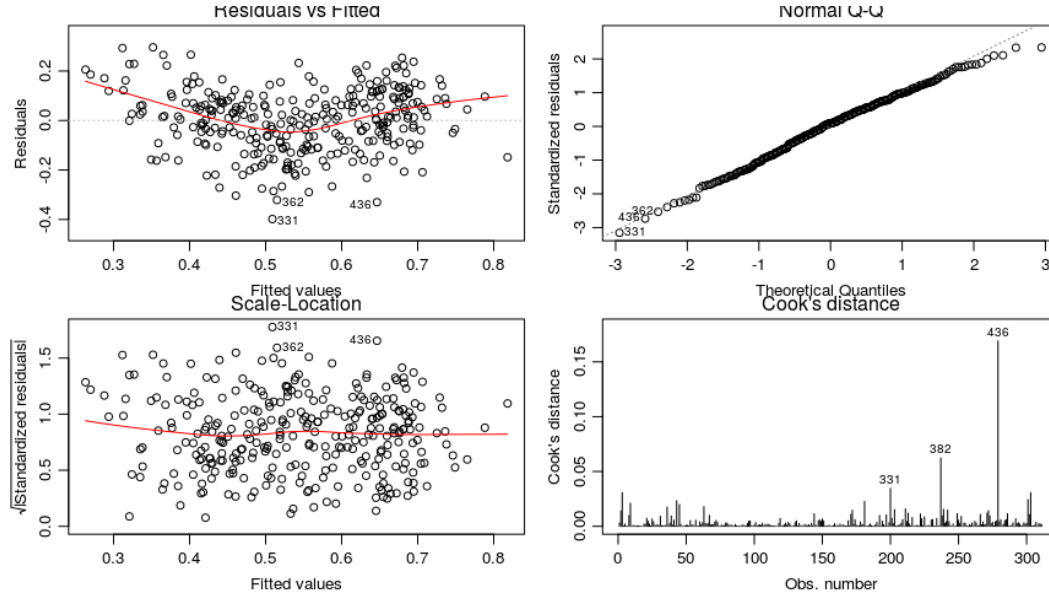 Residuals vs Fitted
Residuals
0.2
0.0
-0.2
-0.4
362
436
331
0.3 0.4 0.5 0.6 0.7 0.8
Fitted values
Normal Q-Q
Standardized residuals
2
1
0
-1
-2
-3
362
436
331
-3 -2 -1 0 1 2 3
Theoretical Quantiles
Scale-Location
√|Standardized residuals|
1.5
1.0
0.5
0.0
331
362
436
0.3 0.4 0.5 0.6 0.7 0.8
Fitted values
Cook's distance
Cook's distance
0.15
0.10
0.05
0.00
436
382
331
0 50 100 150 200 250 300
Obs. number